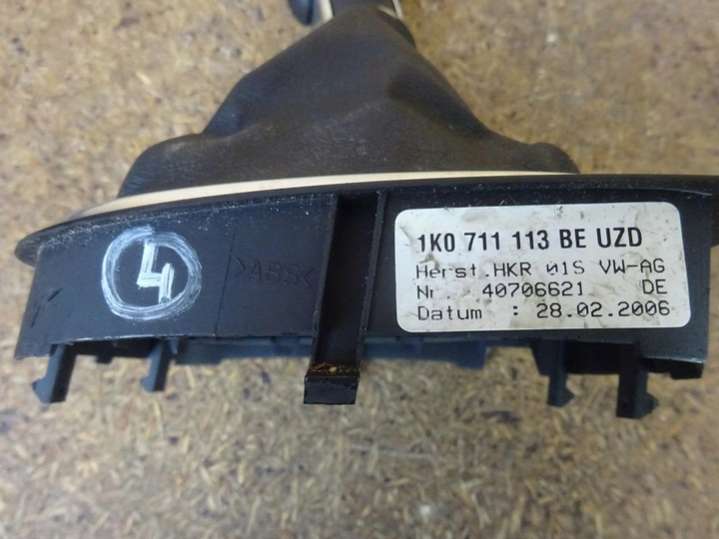 4
>ABS<
1K0 711 113 BE UZD
Herst.HKR 01S VW-AG
Nr. 40706621 DE
Datum : 28.02.2006